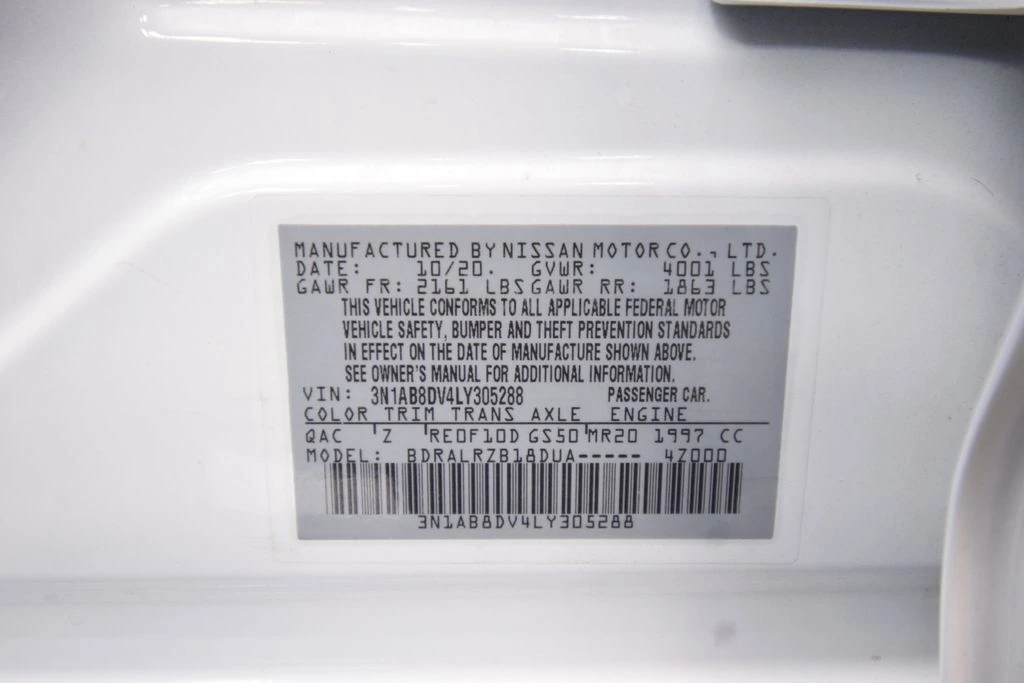 MANUFACTURED BY NISSAN MOTOR CO., LTD.
DATE: 10/20. GVWR: 4001 LBS
GAWR FR: 2161 LBS GAWR RR: 1863 LBS
THIS VEHICLE CONFORMS TO ALL APPLICABLE FEDERAL MOTOR
VEHICLE SAFETY, BUMPER AND THEFT PREVENTION STANDARDS
IN EFFECT ON THE DATE OF MANUFACTURE SHOWN ABOVE.
SEE OWNER'S MANUAL FOR ADDITIONAL INFORMATION.
VIN: 3N1AB8DV4LY305288 PASSENGER CAR.
COLOR TRIM TRANS AXLE ENGINE
QAC Z RE0F10D GS50 MR20 1997 CC
MODEL: BDRALRZB18DUA----- 4Z000
3N1AB8DV4LY305288